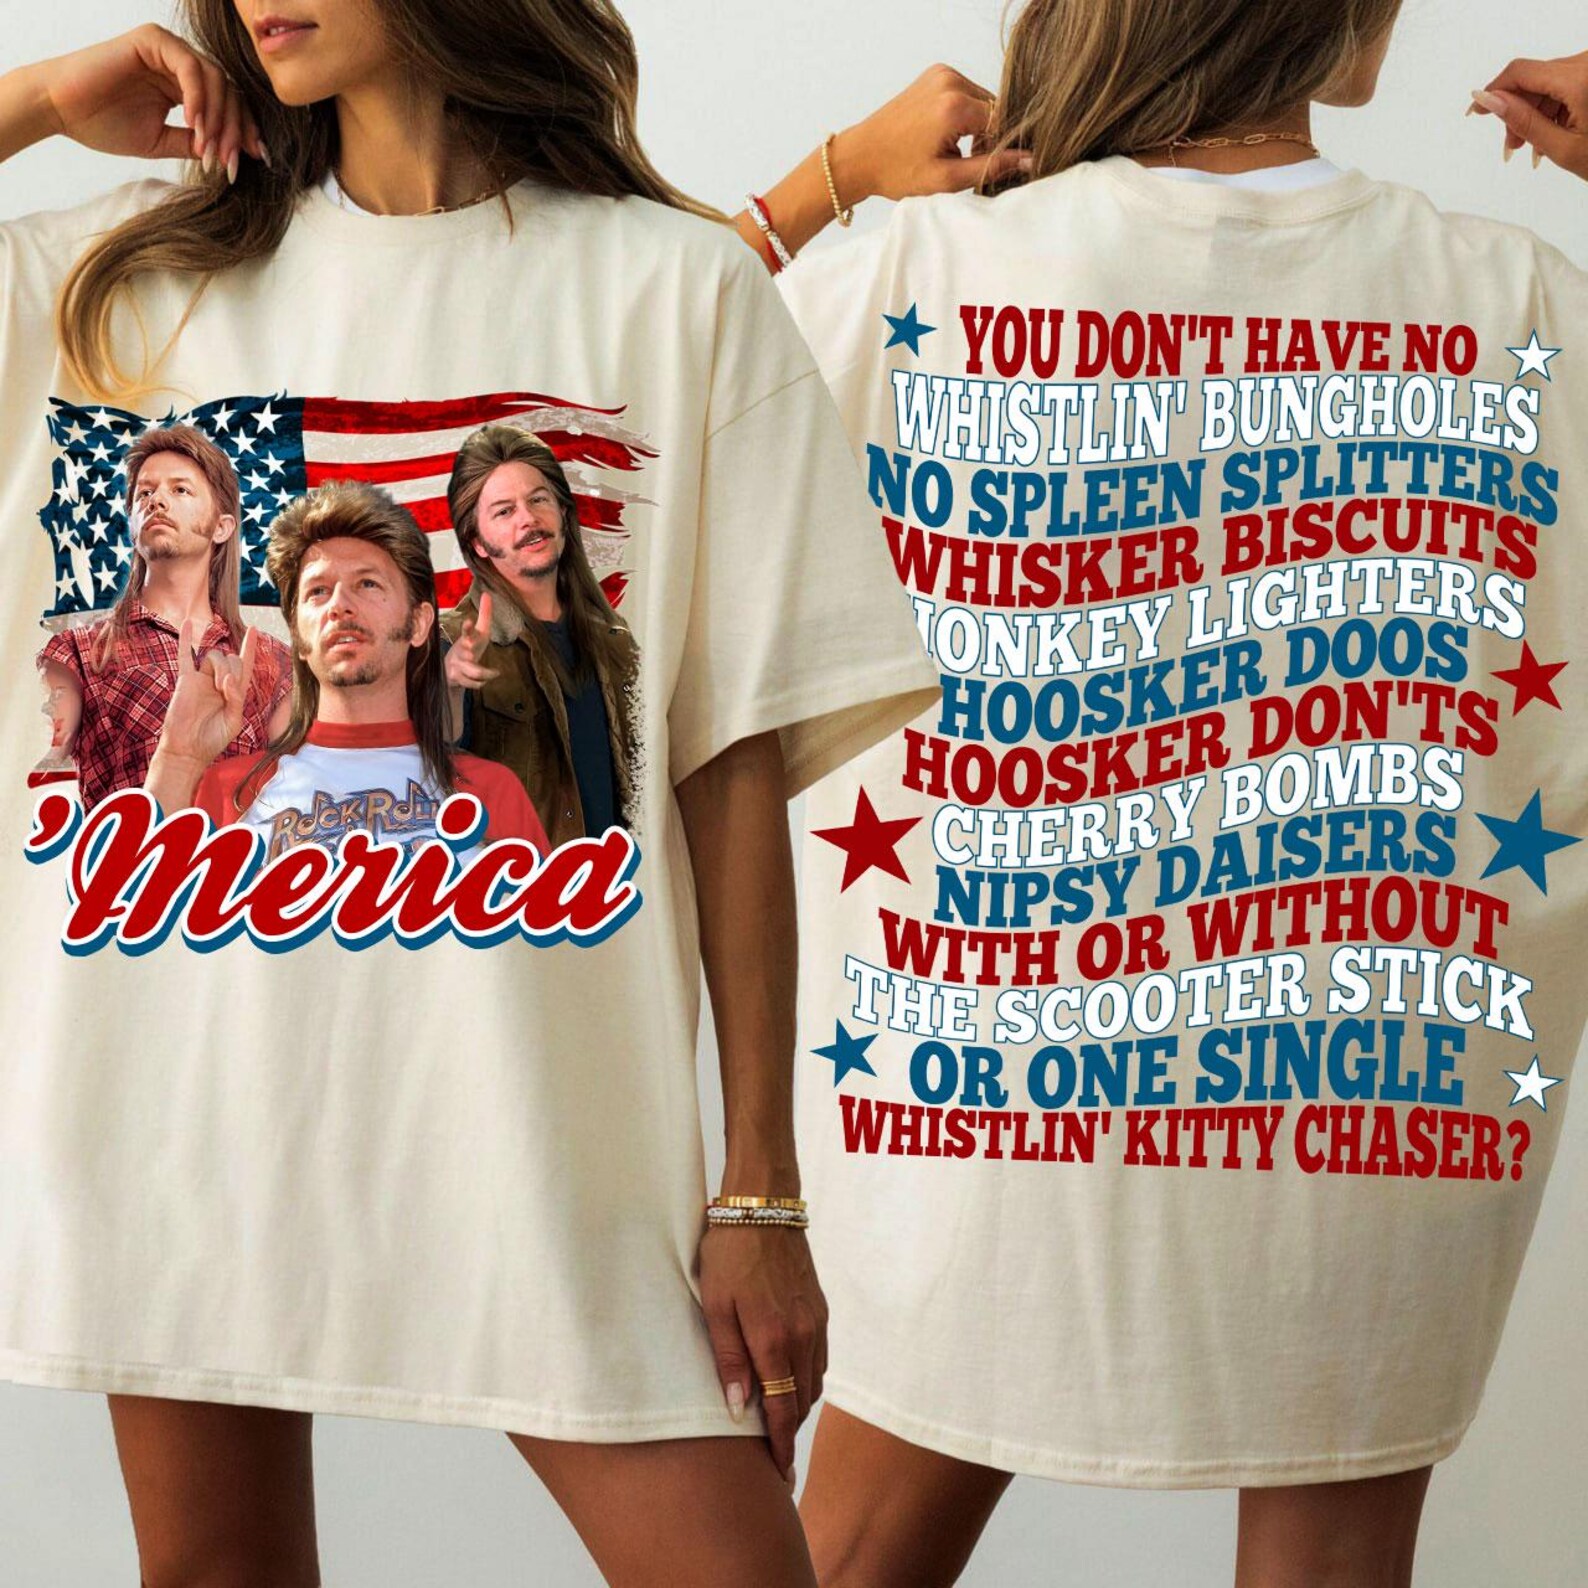 ROCK ROLL
'Merica
YOU DON'T HAVE NO
WHISTLIN' BUNGHOLES
NO SPLEEN SPLITTERS
WHISKER BISCUITS
MONKEY LIGHTERS
HOOSKER DOOS
HOOSKER DON'TS
CHERRY BOMBS
NIPSY DAISERS
WITH OR WITHOUT
THE SCOOTER STICK
OR ONE SINGLE
WHISTLIN' KITTY CHASER?